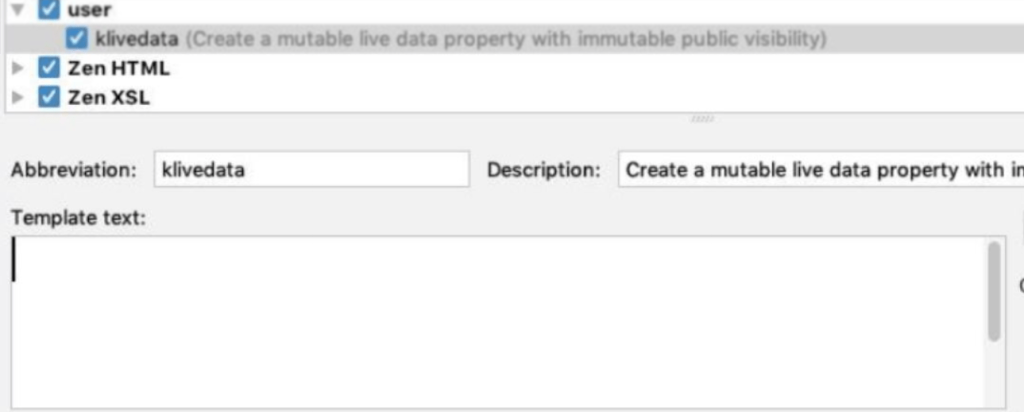 user
klivedata (Create a mutable live data property with immutable public visibility)
Zen HTML
Zen XSL
Abbreviation: klivedata Description: Create a mutable live data property with
Template text: